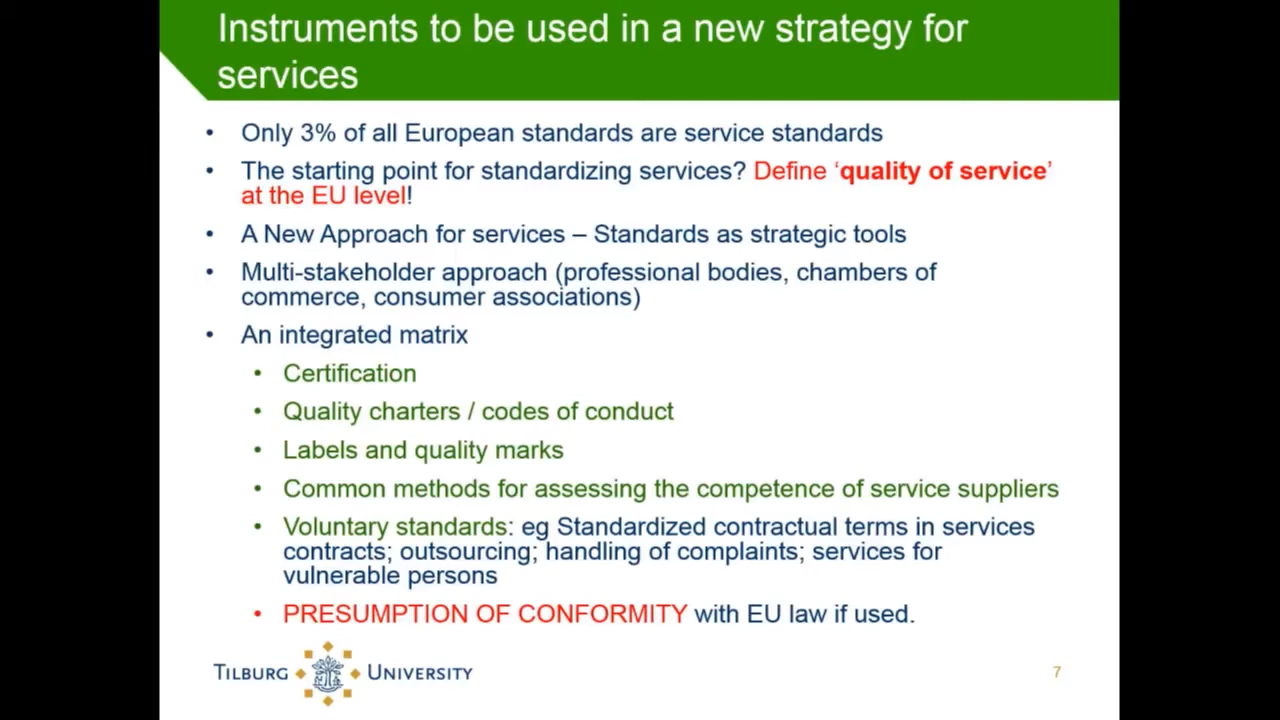 Instruments to be used in a new strategy for
services
• Only 3% of all European standards are service standards
• The starting point for standardizing services? Define ‘quality of service’
at the EU level!
• A New Approach for services – Standards as strategic tools
• Multi-stakeholder approach (professional bodies, chambers of
commerce, consumer associations)
• An integrated matrix
• Certification
• Quality charters / codes of conduct
• Labels and quality marks
• Common methods for assessing the competence of service suppliers
• Voluntary standards: eg Standardized contractual terms in services
contracts; outsourcing; handling of complaints; services for
vulnerable persons
• PRESUMPTION OF CONFORMITY with EU law if used.
TILBURG UNIVERSITY
7